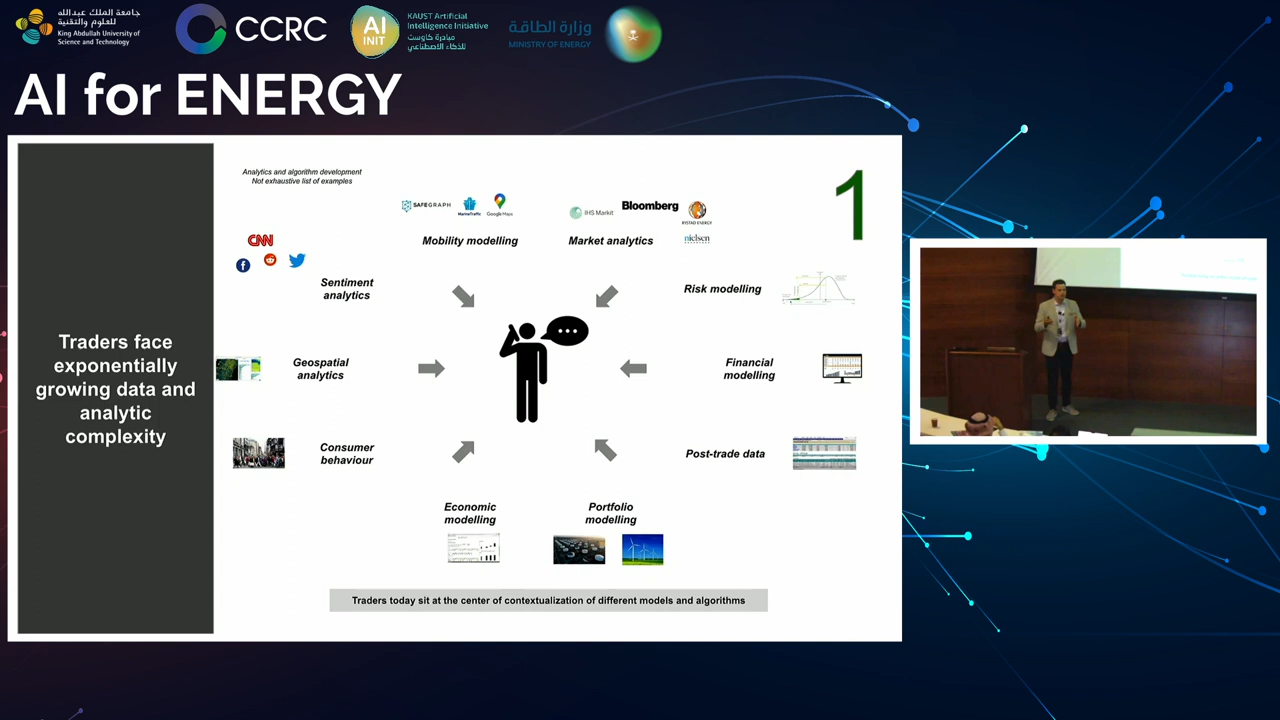 جامعة الملك عبدالله
للعلوم والتقنية
King Abdullah University of
Science and Technology
CCRC
AI
INIT
KAUST Artificial
Intelligence Initiative
مبادرة كاوست
للذكاء الاصطناعي
وزارة الطاقة
MINISTRY OF ENERGY
AI for ENERGY
Traders face
exponentially
growing data and
analytic
complexity
Analytics and algorithm development
Not exhaustive list of examples
1
SAFEGRAPH
MarineTraffic
Google Maps
Mobility modelling
IHS Markit
Bloomberg
RYSTAD ENERGY
nielsen
Market analytics
CNN
Sentiment
analytics
Risk modelling
Geospatial
analytics
Financial
modelling
Consumer
behaviour
Post-trade data
Economic
modelling
Portfolio
modelling
Traders today sit at the center of contextualization of different models and algorithms